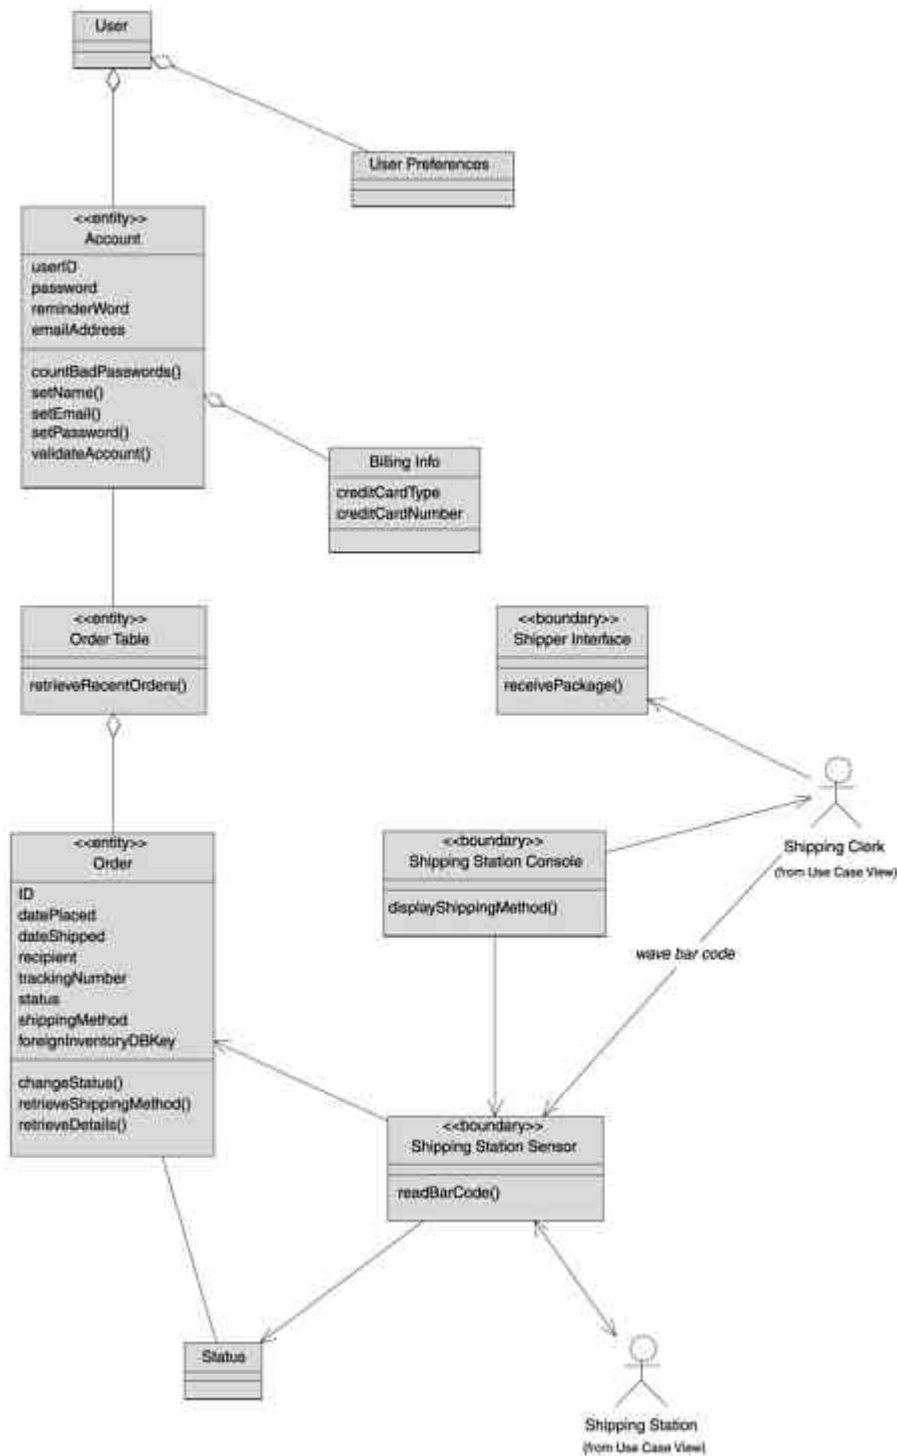 User
User Preferences
<<entity>>
Account
userID
password
reminderWord
emailAddress
countBadPasswords()
setName()
setEmail()
setPassword()
validateAccount()
Billing Info
creditCardType
creditCardNumber
<<entity>>
Order Table
retrieveRecentOrders()
<<boundary>>
Shipper Interface
receivePackage()
Shipping Clerk
(from Use Case View)
<<entity>>
Order
ID
datePlaced
dateShipped
recipient
trackingNumber
status
shippingMethod
foreignInventoryDBKey
changeStatus()
retrieveShippingMethod()
retrieveDetails()
<<boundary>>
Shipping Station Console
displayShippingMethod()
wave bar code
<<boundary>>
Shipping Station Sensor
readBarCode()
Status
Shipping Station
(from Use Case View)